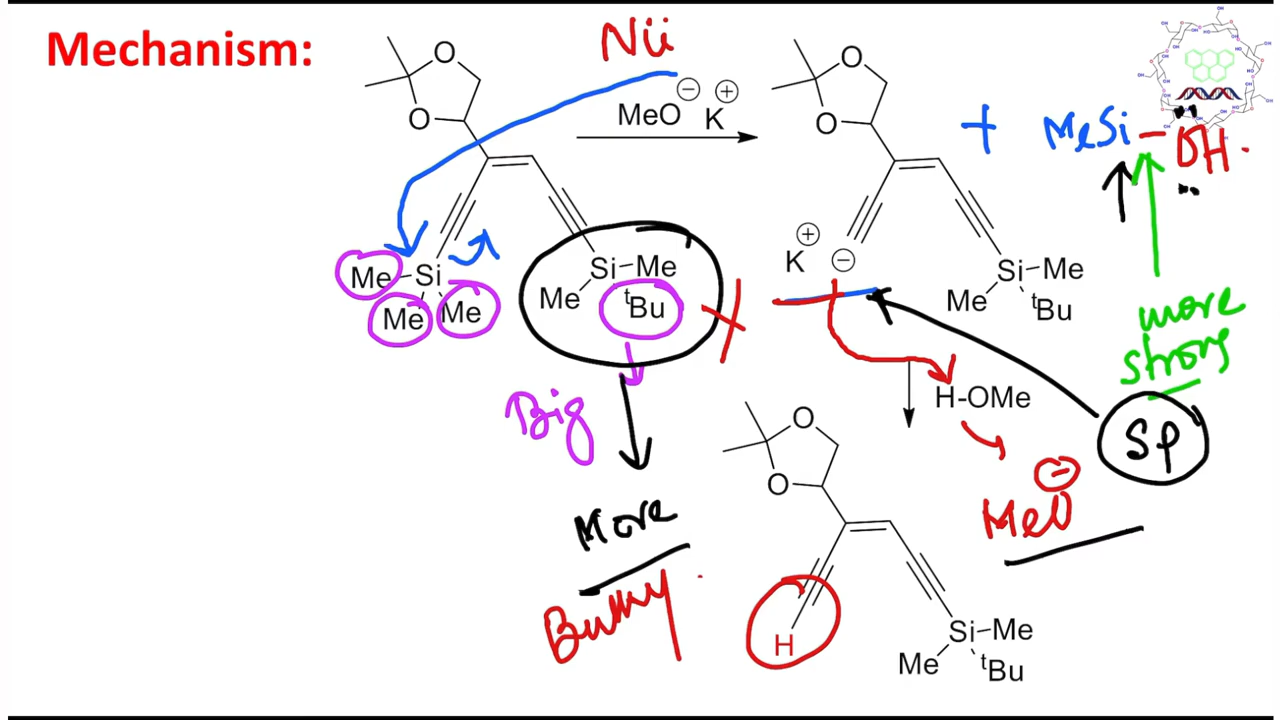 Mechanism:
Nü
MeO ⊖ K ⊕
O
O
O
O
+ MeSi-OH.
Me Si
Me Me
Si-Me
Me tBu
K ⊕ ⊖
Si-Me
Me tBu
more
strong
Big
H-OMe
Sp
O
O
MeO ⊖
More
Bulky
H
Si-Me
Me tBu